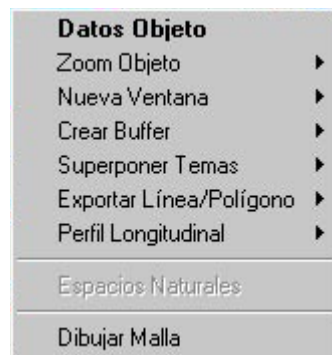 Datos Objeto
Zoom Objeto
Nueva Ventana
Crear Buffer
Superponer Temas
Exportar Línea/Polígono
Perfil Longitudinal
Espacios Naturales
Dibujar Malla